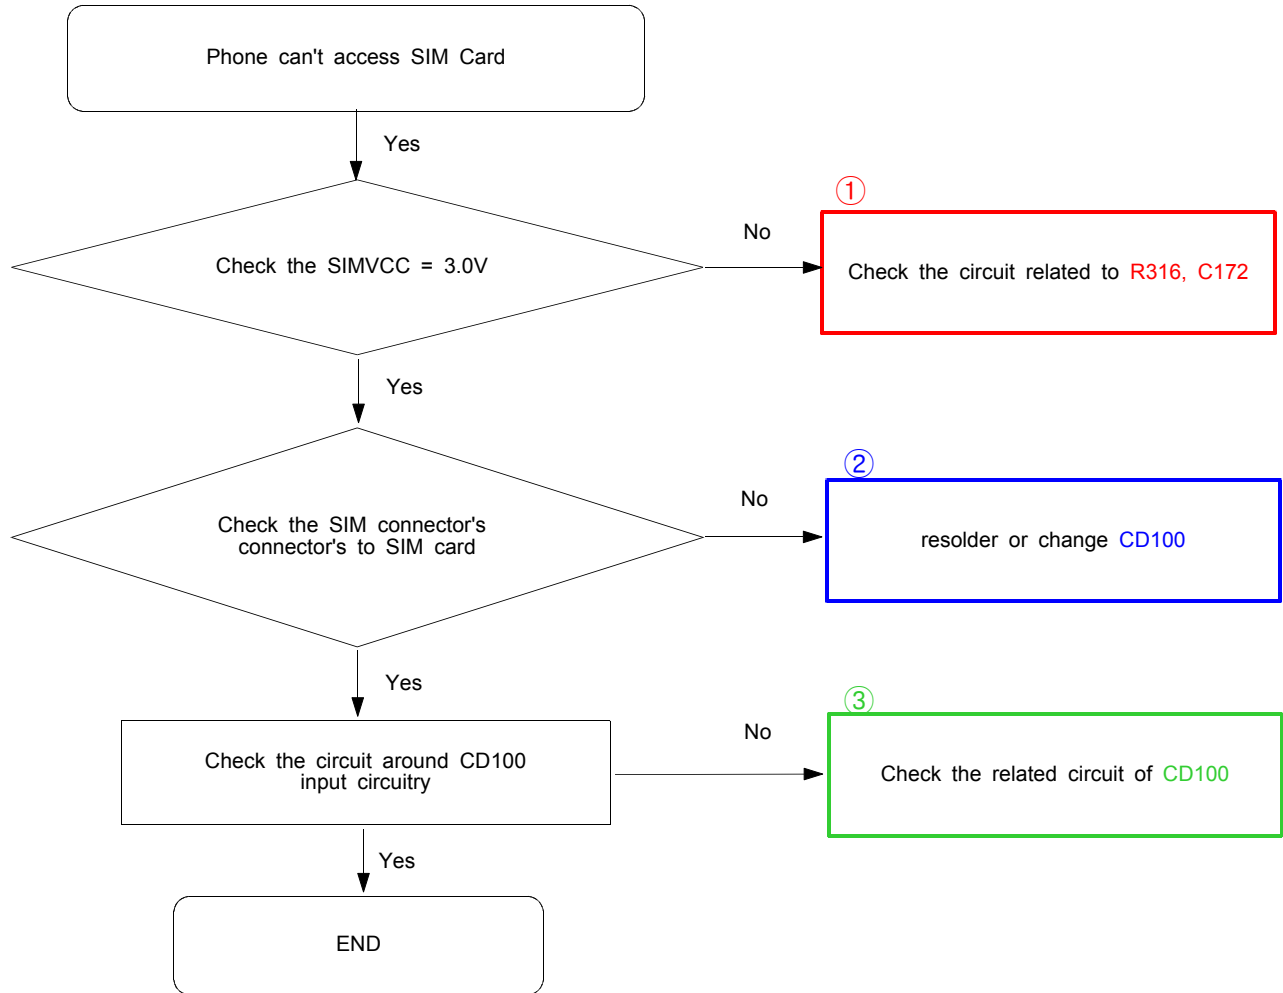 Phone can't access SIM Card
Yes
①
No
Check the SIMVCC = 3.0V
Check the circuit related to R316, C172
Yes
②
No
Check the SIM connector's
connector's to SIM card
resolder or change CD100
Yes
③
No
Check the circuit around CD100
input circuitry
Check the related circuit of CD100
Yes
END